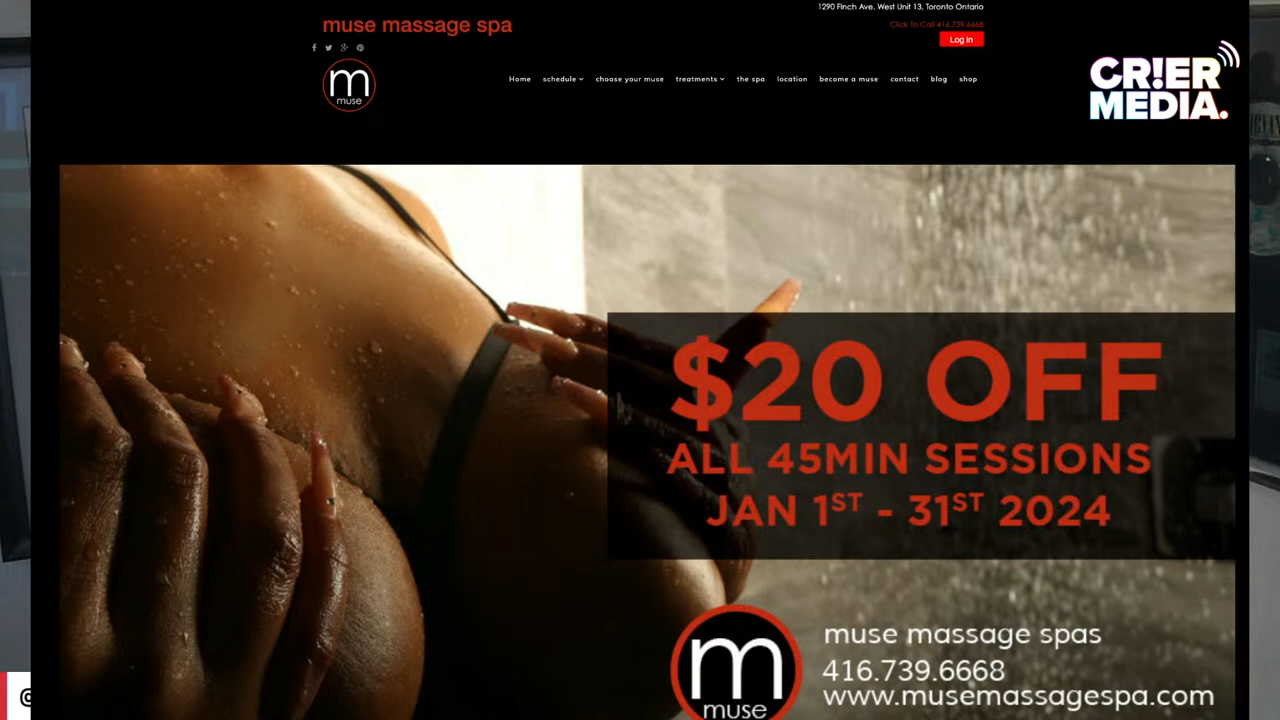 1290 Finch Ave. West Unit 13, Toronto Ontario
muse massage spa
Click To Call 416.739.6668
Log in
m
muse
Home schedule choose your muse treatments the spa location become a muse contact blog shop
CR!ER
MEDIA.
$20 OFF
ALL 45MIN SESSIONS
JAN 1ST - 31ST 2024
m
muse
muse massage spas
416.739.6668
www.musemassagespa.com
@